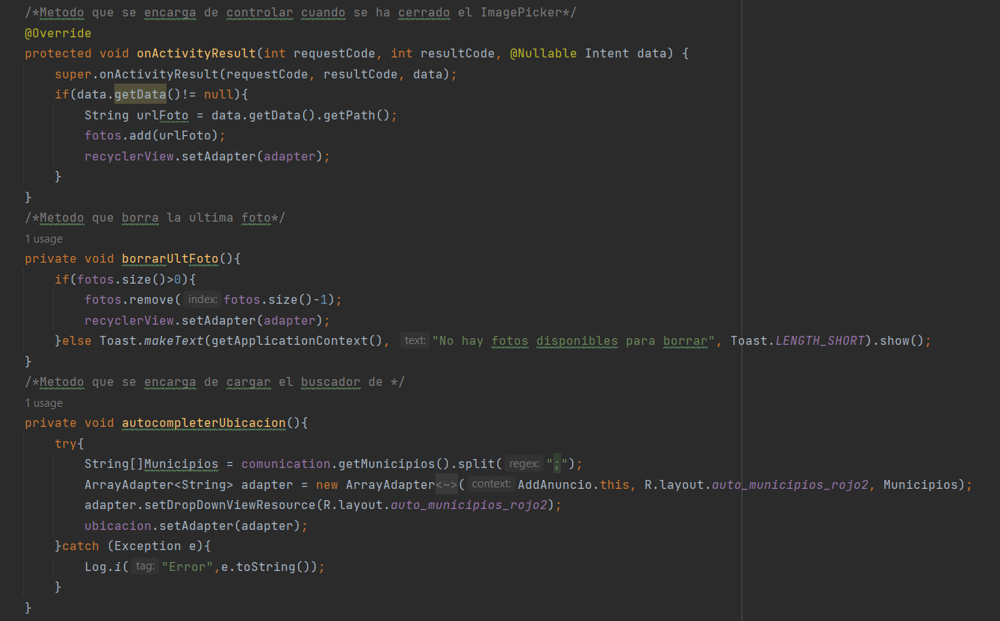 /*Metodo que se encarga de controlar cuando se ha cerrado el ImagePicker*/
@Override
protected void onActivityResult(int requestCode, int resultCode, @Nullable Intent data) {
super.onActivityResult(requestCode, resultCode, data);
if(data.getData()!= null){
String urlFoto = data.getData().getPath();
fotos.add(urlFoto);
recyclerView.setAdapter(adapter);
}
}
/*Metodo que borra la ultima foto*/
1 usage
private void borrarUltFoto(){
if(fotos.size()>0){
fotos.remove( index: fotos.size()-1);
recyclerView.setAdapter(adapter);
}else Toast.makeText(getApplicationContext(), text: "No hay fotos disponibles para borrar", Toast.LENGTH_SHORT).show();
}
/*Metodo que se encarga de cargar el buscador de */
1 usage
private void autocompleterUbicacion(){
try{
String[]Municipios = comunication.getMunicipios().split( regex: ";");
ArrayAdapter<String> adapter = new ArrayAdapter<~>( context: AddAnuncio.this, R.layout.auto_municipios_rojo2, Municipios);
adapter.setDropDownViewResource(R.layout.auto_municipios_rojo2);
ubicacion.setAdapter(adapter);
}catch (Exception e){
Log.i( tag: "Error",e.toString());
}
}